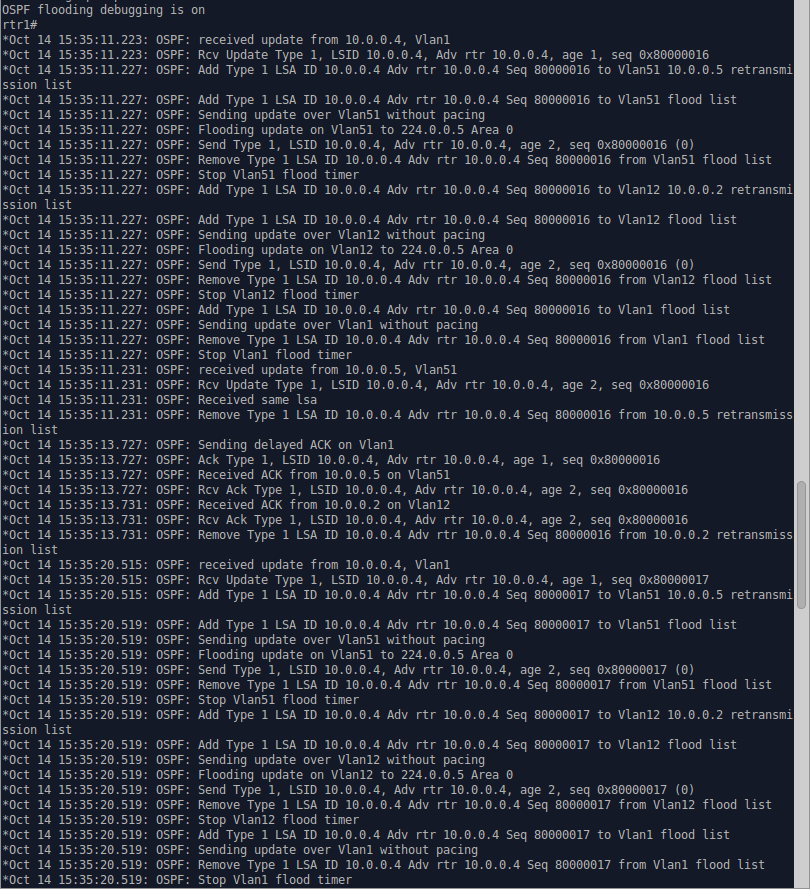 OSPF flooding debugging is on
rtr1#
*Oct 14 15:35:11.223: OSPF: received update from 10.0.0.4, Vlan1
*Oct 14 15:35:11.223: OSPF: Rcv Update Type 1, LSID 10.0.0.4, Adv rtr 10.0.0.4, age 1, seq 0x80000016
*Oct 14 15:35:11.227: OSPF: Add Type 1 LSA ID 10.0.0.4 Adv rtr 10.0.0.4 Seq 80000016 to Vlan51 10.0.0.5 retransmi
ssion list
*Oct 14 15:35:11.227: OSPF: Add Type 1 LSA ID 10.0.0.4 Adv rtr 10.0.0.4 Seq 80000016 to Vlan51 flood list
*Oct 14 15:35:11.227: OSPF: Sending update over Vlan51 without pacing
*Oct 14 15:35:11.227: OSPF: Flooding update on Vlan51 to 224.0.0.5 Area 0
*Oct 14 15:35:11.227: OSPF: Send Type 1, LSID 10.0.0.4, Adv rtr 10.0.0.4, age 2, seq 0x80000016 (0)
*Oct 14 15:35:11.227: OSPF: Remove Type 1 LSA ID 10.0.0.4 Adv rtr 10.0.0.4 Seq 80000016 from Vlan51 flood list
*Oct 14 15:35:11.227: OSPF: Stop Vlan51 flood timer
*Oct 14 15:35:11.227: OSPF: Add Type 1 LSA ID 10.0.0.4 Adv rtr 10.0.0.4 Seq 80000016 to Vlan12 10.0.0.2 retransmi
ssion list
*Oct 14 15:35:11.227: OSPF: Add Type 1 LSA ID 10.0.0.4 Adv rtr 10.0.0.4 Seq 80000016 to Vlan12 flood list
*Oct 14 15:35:11.227: OSPF: Sending update over Vlan12 without pacing
*Oct 14 15:35:11.227: OSPF: Flooding update on Vlan12 to 224.0.0.5 Area 0
*Oct 14 15:35:11.227: OSPF: Send Type 1, LSID 10.0.0.4, Adv rtr 10.0.0.4, age 2, seq 0x80000016 (0)
*Oct 14 15:35:11.227: OSPF: Remove Type 1 LSA ID 10.0.0.4 Adv rtr 10.0.0.4 Seq 80000016 from Vlan12 flood list
*Oct 14 15:35:11.227: OSPF: Stop Vlan12 flood timer
*Oct 14 15:35:11.227: OSPF: Add Type 1 LSA ID 10.0.0.4 Adv rtr 10.0.0.4 Seq 80000016 to Vlan1 flood list
*Oct 14 15:35:11.227: OSPF: Sending update over Vlan1 without pacing
*Oct 14 15:35:11.227: OSPF: Remove Type 1 LSA ID 10.0.0.4 Adv rtr 10.0.0.4 Seq 80000016 from Vlan1 flood list
*Oct 14 15:35:11.227: OSPF: Stop Vlan1 flood timer
*Oct 14 15:35:11.231: OSPF: received update from 10.0.0.5, Vlan51
*Oct 14 15:35:11.231: OSPF: Rcv Update Type 1, LSID 10.0.0.4, Adv rtr 10.0.0.4, age 2, seq 0x80000016
*Oct 14 15:35:11.231: OSPF: Received same lsa
*Oct 14 15:35:11.231: OSPF: Remove Type 1 LSA ID 10.0.0.4 Adv rtr 10.0.0.4 Seq 80000016 from 10.0.0.5 retransmiss
ion list
*Oct 14 15:35:13.727: OSPF: Sending delayed ACK on Vlan1
*Oct 14 15:35:13.727: OSPF: Ack Type 1, LSID 10.0.0.4, Adv rtr 10.0.0.4, age 1, seq 0x80000016
*Oct 14 15:35:13.727: OSPF: Received ACK from 10.0.0.5 on Vlan51
*Oct 14 15:35:13.727: OSPF: Rcv Ack Type 1, LSID 10.0.0.4, Adv rtr 10.0.0.4, age 2, seq 0x80000016
*Oct 14 15:35:13.731: OSPF: Received ACK from 10.0.0.2 on Vlan12
*Oct 14 15:35:13.731: OSPF: Rcv Ack Type 1, LSID 10.0.0.4, Adv rtr 10.0.0.4, age 2, seq 0x80000016
*Oct 14 15:35:13.731: OSPF: Remove Type 1 LSA ID 10.0.0.4 Adv rtr 10.0.0.4 Seq 80000016 from 10.0.0.2 retransmiss
ion list
*Oct 14 15:35:20.515: OSPF: received update from 10.0.0.4, Vlan1
*Oct 14 15:35:20.515: OSPF: Rcv Update Type 1, LSID 10.0.0.4, Adv rtr 10.0.0.4, age 1, seq 0x80000017
*Oct 14 15:35:20.515: OSPF: Add Type 1 LSA ID 10.0.0.4 Adv rtr 10.0.0.4 Seq 80000017 to Vlan51 10.0.0.5 retransmi
ssion list
*Oct 14 15:35:20.519: OSPF: Add Type 1 LSA ID 10.0.0.4 Adv rtr 10.0.0.4 Seq 80000017 to Vlan51 flood list
*Oct 14 15:35:20.519: OSPF: Sending update over Vlan51 without pacing
*Oct 14 15:35:20.519: OSPF: Flooding update on Vlan51 to 224.0.0.5 Area 0
*Oct 14 15:35:20.519: OSPF: Send Type 1, LSID 10.0.0.4, Adv rtr 10.0.0.4, age 2, seq 0x80000017 (0)
*Oct 14 15:35:20.519: OSPF: Remove Type 1 LSA ID 10.0.0.4 Adv rtr 10.0.0.4 Seq 80000017 from Vlan51 flood list
*Oct 14 15:35:20.519: OSPF: Stop Vlan51 flood timer
*Oct 14 15:35:20.519: OSPF: Add Type 1 LSA ID 10.0.0.4 Adv rtr 10.0.0.4 Seq 80000017 to Vlan12 10.0.0.2 retransmi
ssion list
*Oct 14 15:35:20.519: OSPF: Add Type 1 LSA ID 10.0.0.4 Adv rtr 10.0.0.4 Seq 80000017 to Vlan12 flood list
*Oct 14 15:35:20.519: OSPF: Sending update over Vlan12 without pacing
*Oct 14 15:35:20.519: OSPF: Flooding update on Vlan12 to 224.0.0.5 Area 0
*Oct 14 15:35:20.519: OSPF: Send Type 1, LSID 10.0.0.4, Adv rtr 10.0.0.4, age 2, seq 0x80000017 (0)
*Oct 14 15:35:20.519: OSPF: Remove Type 1 LSA ID 10.0.0.4 Adv rtr 10.0.0.4 Seq 80000017 from Vlan12 flood list
*Oct 14 15:35:20.519: OSPF: Stop Vlan12 flood timer
*Oct 14 15:35:20.519: OSPF: Add Type 1 LSA ID 10.0.0.4 Adv rtr 10.0.0.4 Seq 80000017 to Vlan1 flood list
*Oct 14 15:35:20.519: OSPF: Sending update over Vlan1 without pacing
*Oct 14 15:35:20.519: OSPF: Remove Type 1 LSA ID 10.0.0.4 Adv rtr 10.0.0.4 Seq 80000017 from Vlan1 flood list
*Oct 14 15:35:20.519: OSPF: Stop Vlan1 flood timer